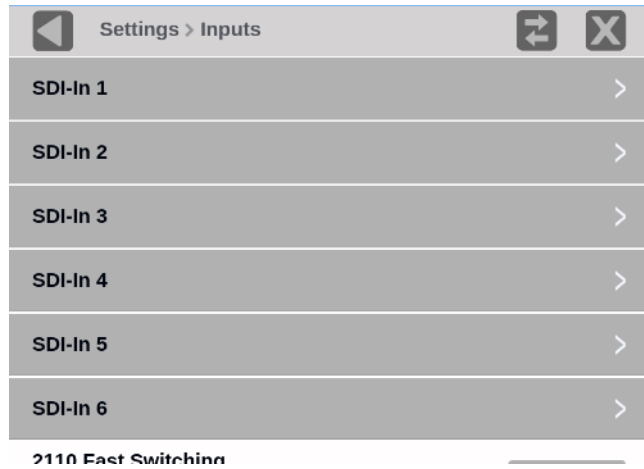 Settings > Inputs
SDI-In 1
SDI-In 2
SDI-In 3
SDI-In 4
SDI-In 5
SDI-In 6
2110 Fast Switching